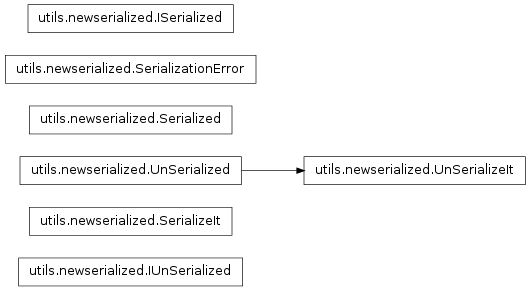 utils.newserialized.ISerialized
utils.newserialized.SerializationError
utils.newserialized.Serialized
utils.newserialized.UnSerialized
utils.newserialized.UnSerializeIt
utils.newserialized.SerializeIt
utils.newserialized.IUnSerialized